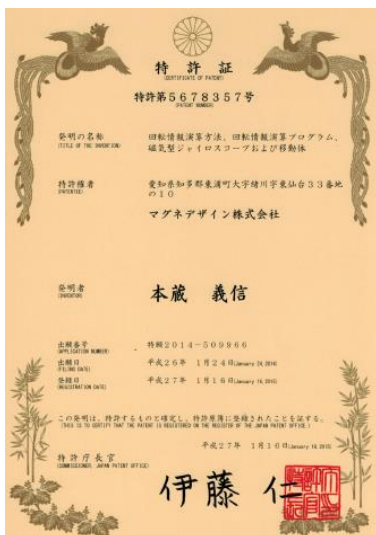 特許証
(CERTIFICATE OF PATENT)
特許第5678357号
(PATENT NUMBER)
発明の名称
(TITLE OF THE INVENTION)
回転情報演算方法、回転情報演算プログラム、
磁気型ジャイロスコープおよび移動体
特許権者
(PATENTEE)
愛知県知多郡東浦町大字緒川字東仙台33番地
の10
マグネデザイン株式会社
発明者
(INVENTOR)
本蔵 義信
出願番号
(APPLICATION NUMBER)
特願2014-509966
出願日
(FILING DATE)
平成26年 1月24日(January 24,2014)
登録日
(REGISTRATION DATE)
平成27年 1月16日(January 16,2015)
この発明は、特許するものと確定し、特許原簿に登録されたことを証する。
(THIS IS TO CERTIFY THAT THE PATENT IS REGISTERED ON THE REGISTER OF THE JAPAN PATENT OFFICE.)
平成27年 1月16日(January 16,2015)
特許庁長官
(COMMISSIONER, JAPAN PATENT OFFICE)
伊藤 仁